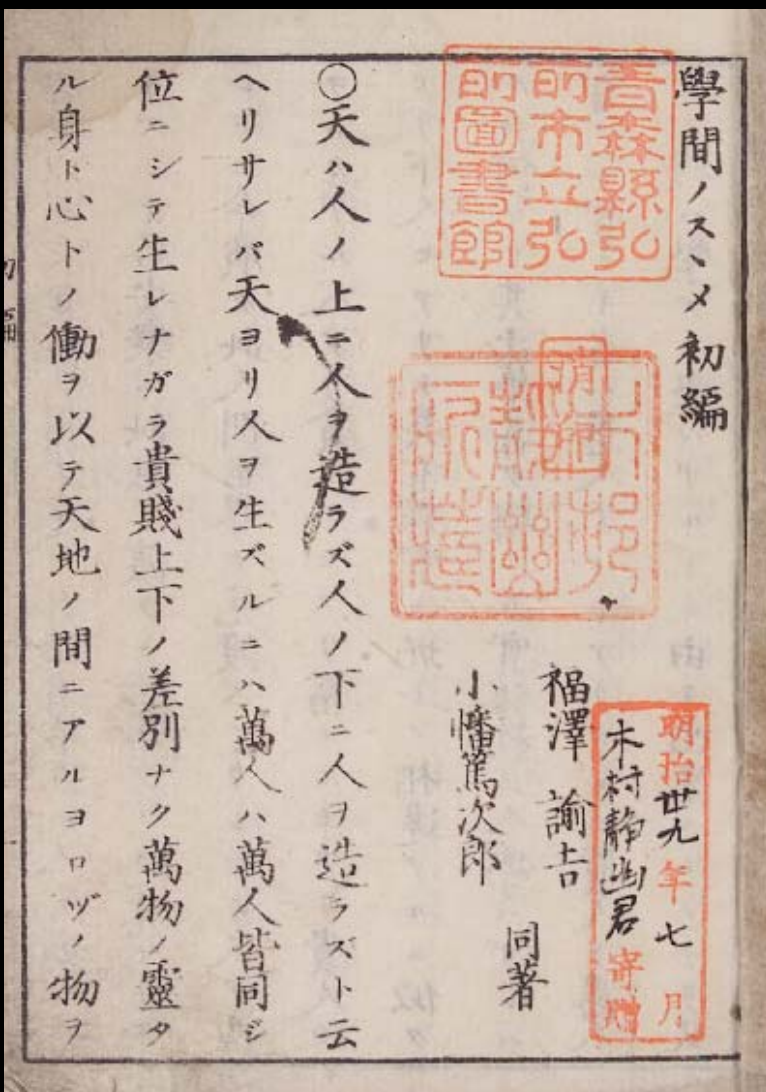 學問ノスヽメ初編
福澤諭吉
小幡篤次郎
同著
○天ハ人ノ上ニ人ヲ造ラズ人ノ下ニ人ヲ造ラズト云
ヘリサレバ天ヨリ人ヲ生ズルニハ萬人ハ萬人皆同ジ
位ニシテ生レナガラ貴賤上下ノ差別ナク萬物ノ靈タ
ル身ト心トノ働ヲ以テ天地ノ間ニアルヨロヅノ物ヲ
青森縣弘
前市立弘
前圖書館
明治卅九年七月
木村静幽君寄贈
初編